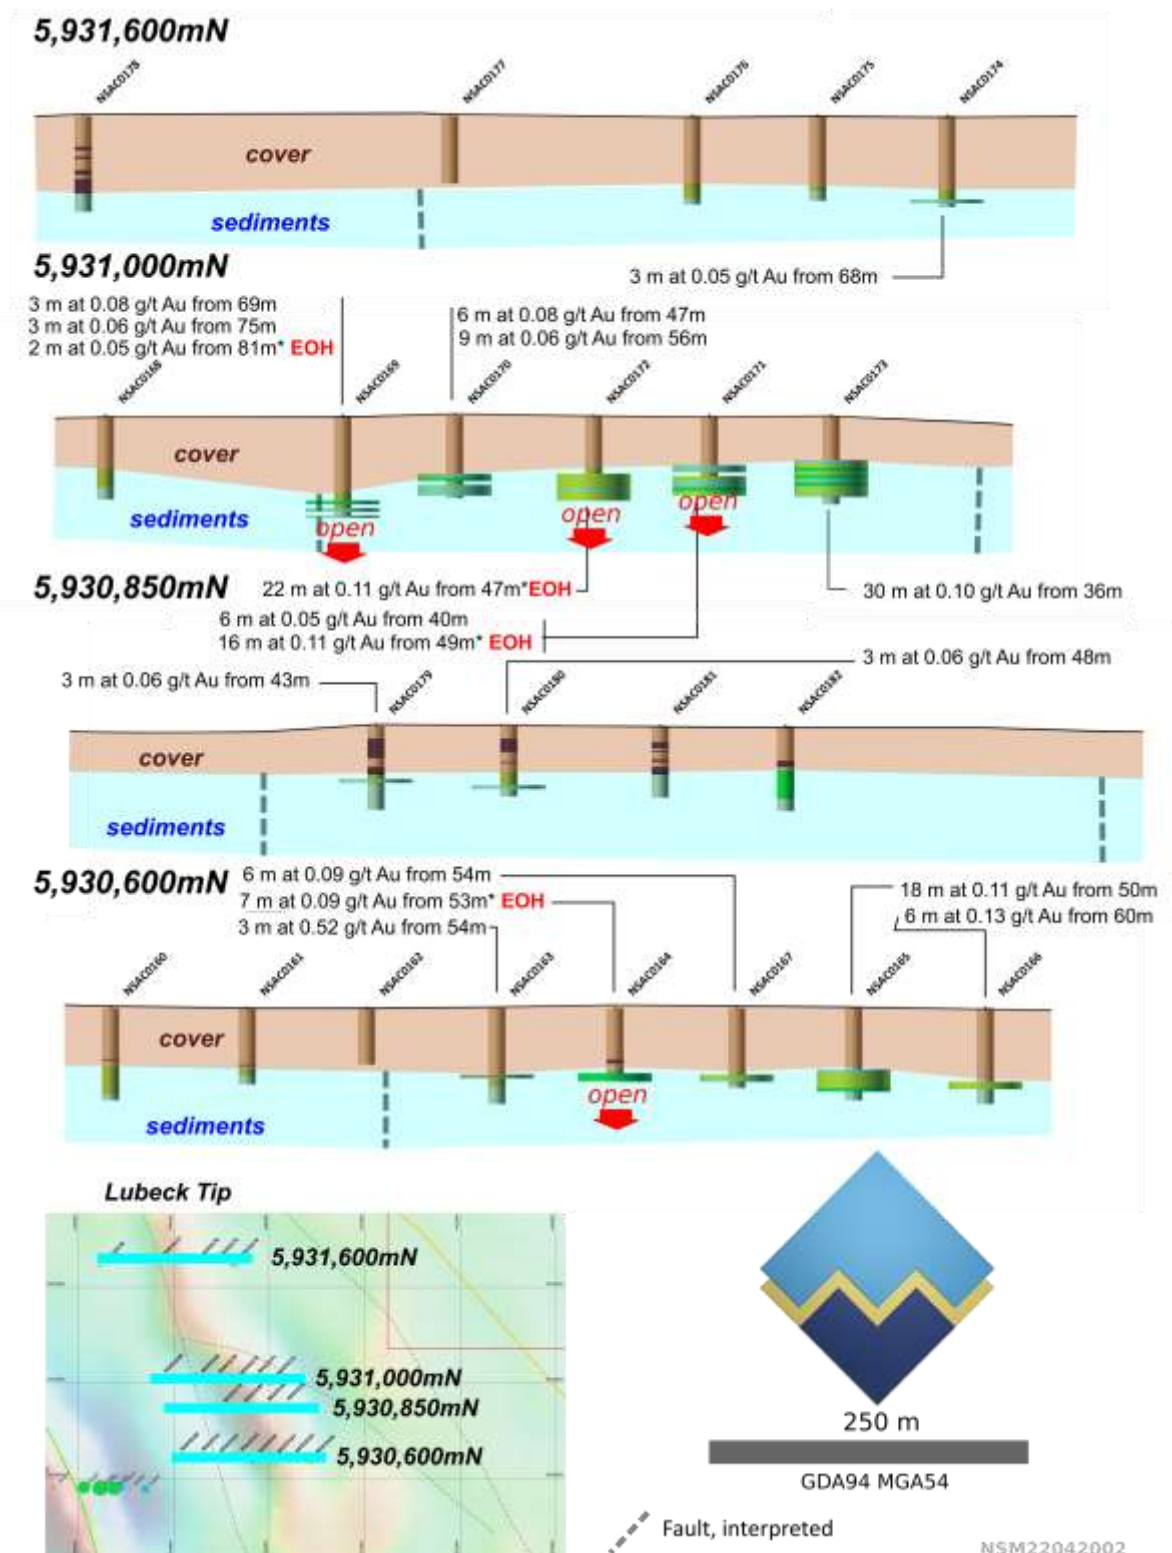 5,931,600mN
NSAC0178
NSAC0177
NSAC0176
NSAC0175
NSAC0174
cover
sediments
3 m at 0.05 g/t Au from 68m
5,931,000mN
3 m at 0.08 g/t Au from 69m
3 m at 0.06 g/t Au from 75m
2 m at 0.05 g/t Au from 81m* EOH
6 m at 0.08 g/t Au from 47m
9 m at 0.06 g/t Au from 56m
NSAC0168
NSAC0169
NSAC0170
NSAC0172
NSAC0171
NSAC0173
cover
sediments
open
open
open
22 m at 0.11 g/t Au from 47m*EOH
30 m at 0.10 g/t Au from 36m
6 m at 0.05 g/t Au from 40m
16 m at 0.11 g/t Au from 49m* EOH
5,930,850mN
3 m at 0.06 g/t Au from 48m
3 m at 0.06 g/t Au from 43m
NSAC0179
NSAC0180
NSAC0181
NSAC0182
cover
sediments
5,930,600mN
6 m at 0.09 g/t Au from 54m
7 m at 0.09 g/t Au from 53m* EOH
3 m at 0.52 g/t Au from 54m
18 m at 0.11 g/t Au from 50m
6 m at 0.13 g/t Au from 60m
NSAC0160
NSAC0161
NSAC0162
NSAC0163
NSAC0164
NSAC0167
NSAC0165
NSAC0166
cover
sediments
open
Lubeck Tip
5,931,600mN
5,931,000mN
5,930,850mN
5,930,600mN
250 m
GDA94 MGA54
Fault, interpreted
NSM22042002